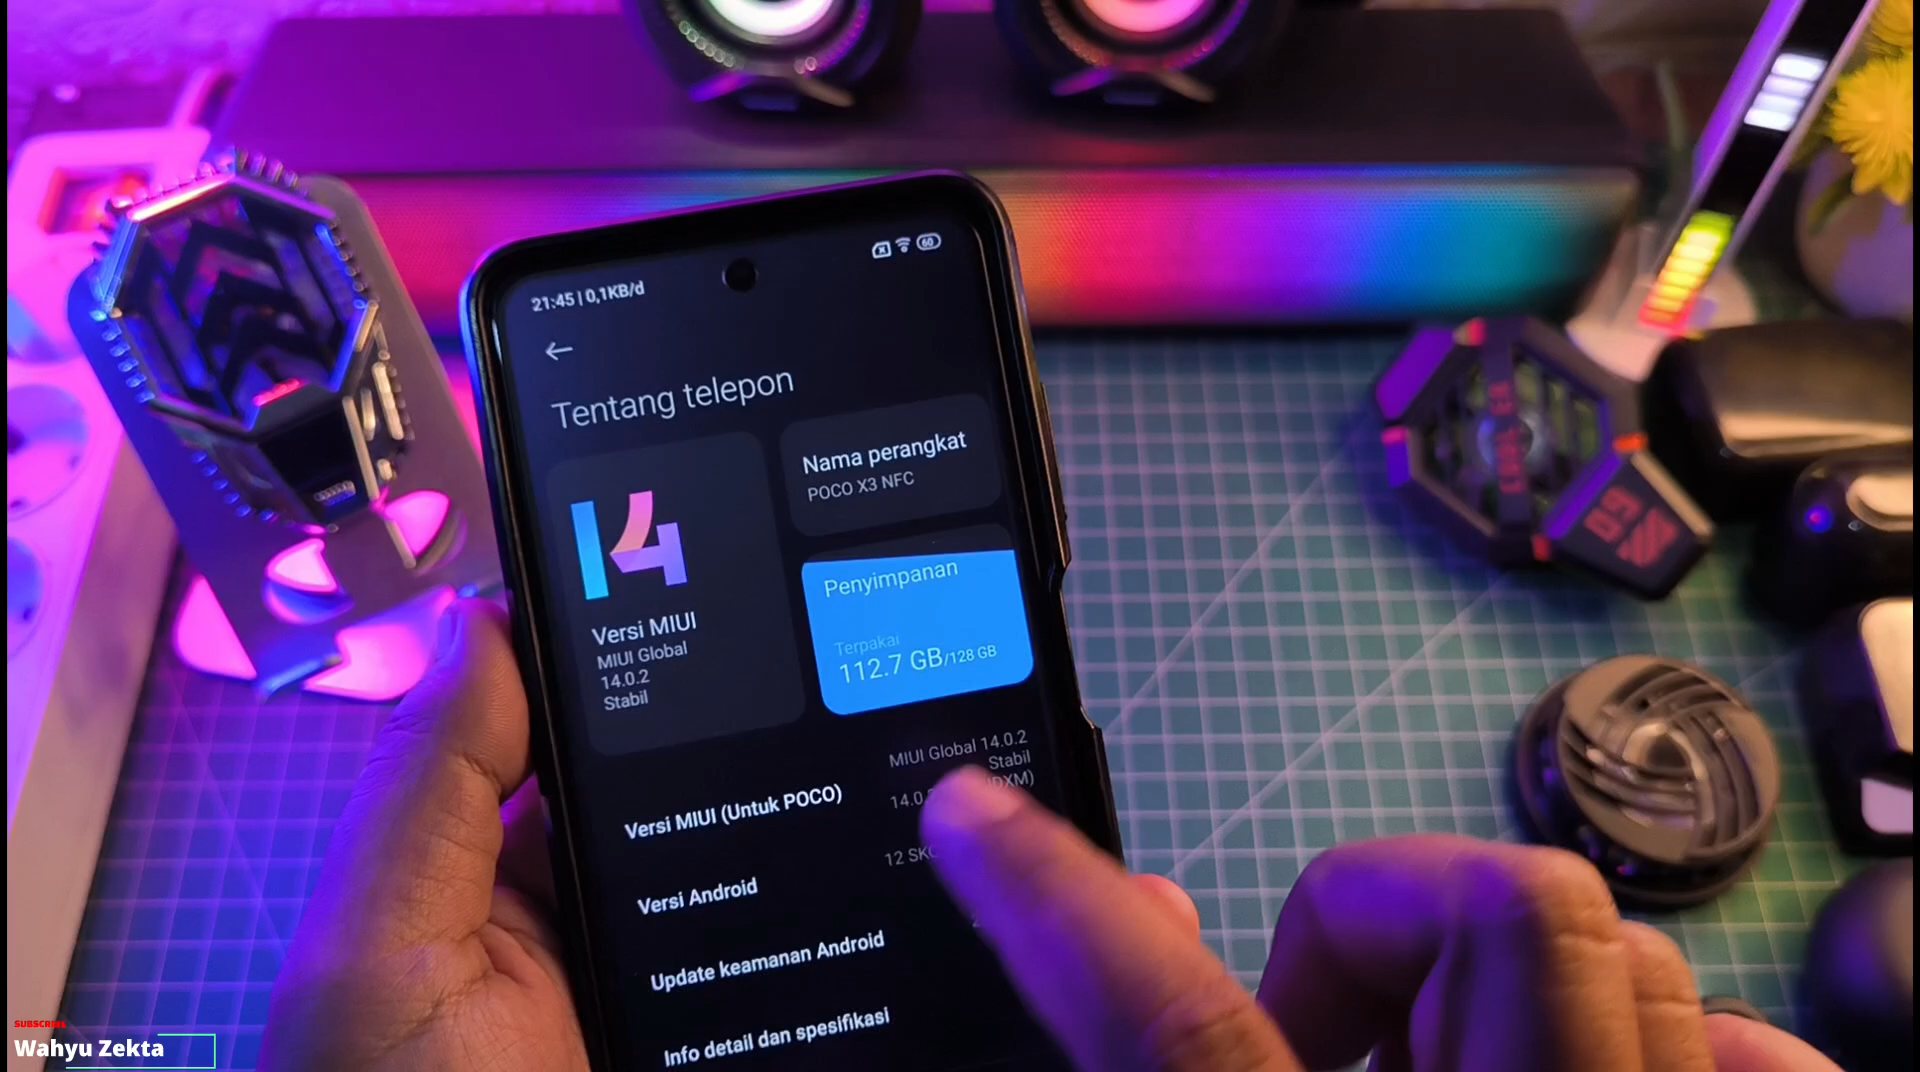 21:45 | 0,1KB/d
60
Tentang telepon
14
Versi MIUI
MIUI Global
14.0.2
Stabil
Nama perangkat
POCO X3 NFC
Penyimpanan
Terpakai
112.7 GB/128 GB
Versi MIUI (Untuk POCO)
MIUI Global 14.0.2
Stabil
Versi Android
Update keamanan Android
Info detail dan spesifikasi
SUBSCRIBE
Wahyu Zekta